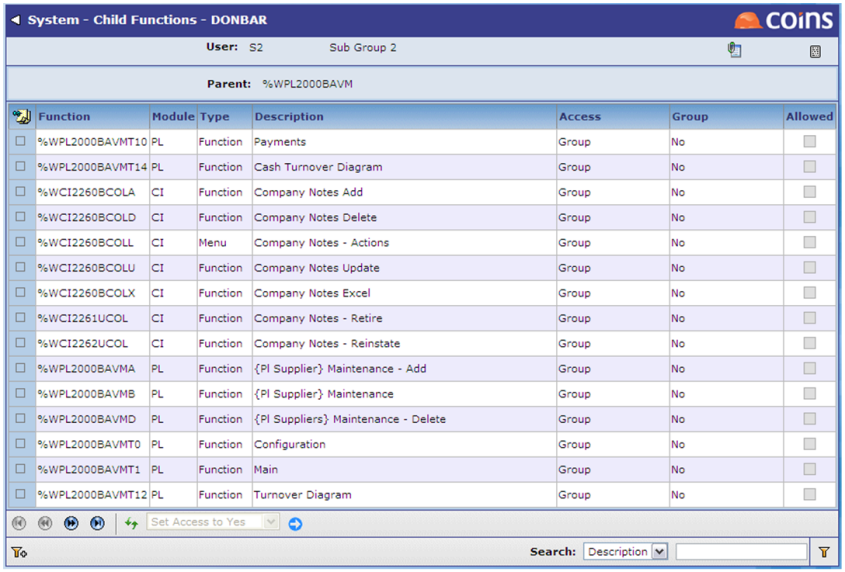 System - Child Functions - DONBAR coins
User: S2 Sub Group 2
Parent: %WPL2000BAVM
Function Module Type Description Access Group Allowed
%WPL2000BAVMT10 PL Function Payments Group No
%WPL2000BAVMT14 PL Function Cash Turnover Diagram Group No
%WCI2260BCOLA CI Function Company Notes Add Group No
%WCI2260BCOLD CI Function Company Notes Delete Group No
%WCI2260BCOLL CI Menu Company Notes - Actions Group No
%WCI2260BCOLU CI Function Company Notes Update Group No
%WCI2260BCOLX CI Function Company Notes Excel Group No
%WCI2261UCOL CI Function Company Notes - Retire Group No
%WCI2262UCOL CI Function Company Notes - Reinstate Group No
%WPL2000BAVMA PL Function {Pl Supplier} Maintenance - Add Group No
%WPL2000BAVMB PL Function {Pl Supplier} Maintenance Group No
%WPL2000BAVMD PL Function {Pl Suppliers} Maintenance - Delete Group No
%WPL2000BAVMT0 PL Function Configuration Group No
%WPL2000BAVMT1 PL Function Main Group No
%WPL2000BAVMT12 PL Function Turnover Diagram Group No
Set Access to Yes
Search: Description